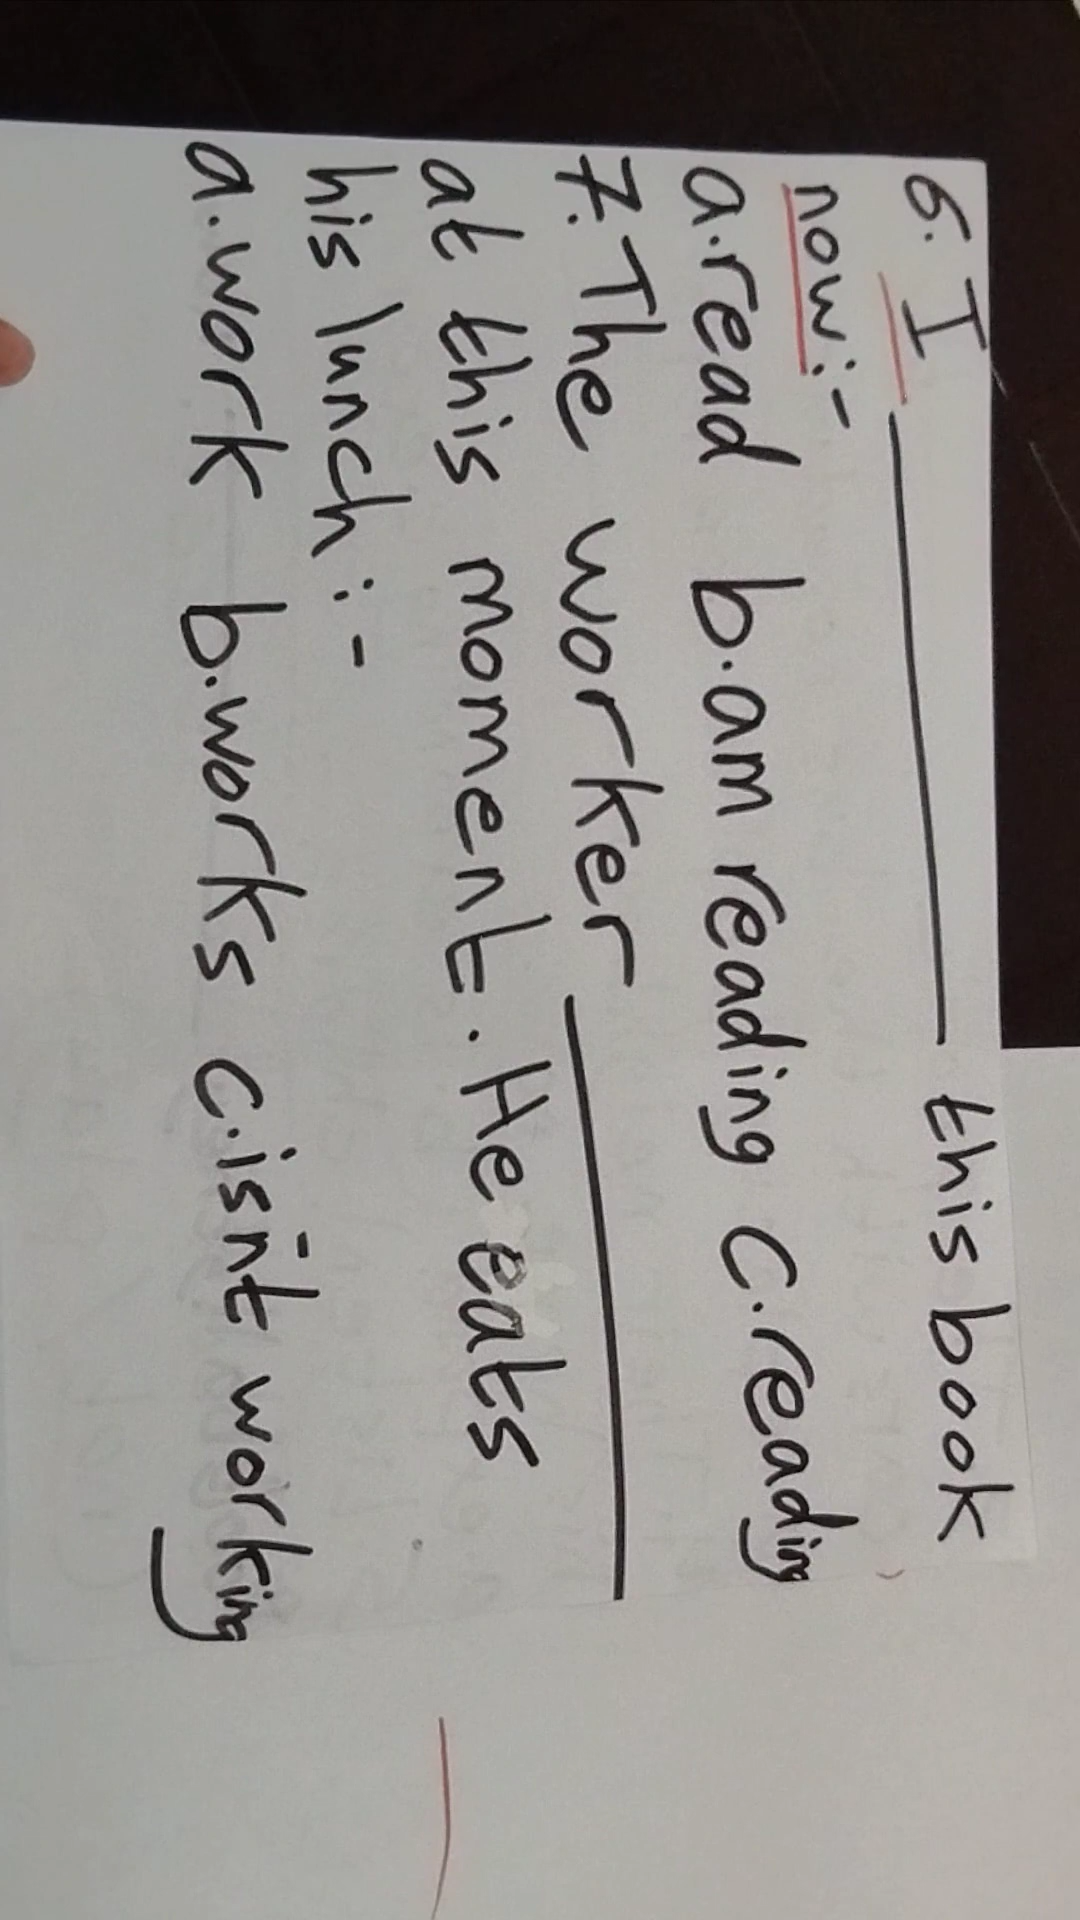 6. I ________ this book
now:-
a.read b.am reading c.reading
7. The worker ________
at this moment. He eats
his lunch:-
a.work b.works c.isn't working